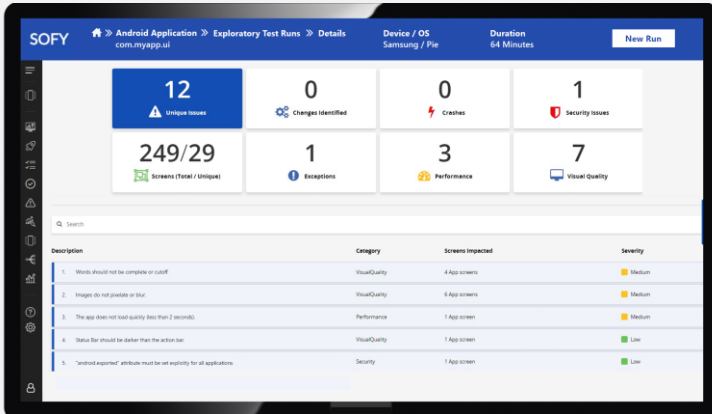 SOFY
Android Application » Exploratory Test Runs » Details
com.myapp.ui
Device / OS
Samsung / Pie
Duration
64 Minutes
New Run
12
Unique Issues
0
Changes Identified
0
Crashes
1
Security Issues
249/29
Screens (Total / Unique)
1
Exceptions
3
Performance
7
Visual Quality
Search
Description Category Screens Impacted Severity
1. Words should not be complete or cutoff. VisualQuality 4 App screens Medium
2. Images do not pixelate or blur. VisualQuality 6 App screens Medium
3. The app does not load quickly (less than 2 seconds). Performance 1 App screen Medium
4. Status Bar should be darker than the action bar. VisualQuality 1 App screen Low
5. "android:exported" attribute must be set explicitly for all applications. Security 1 App screen Low